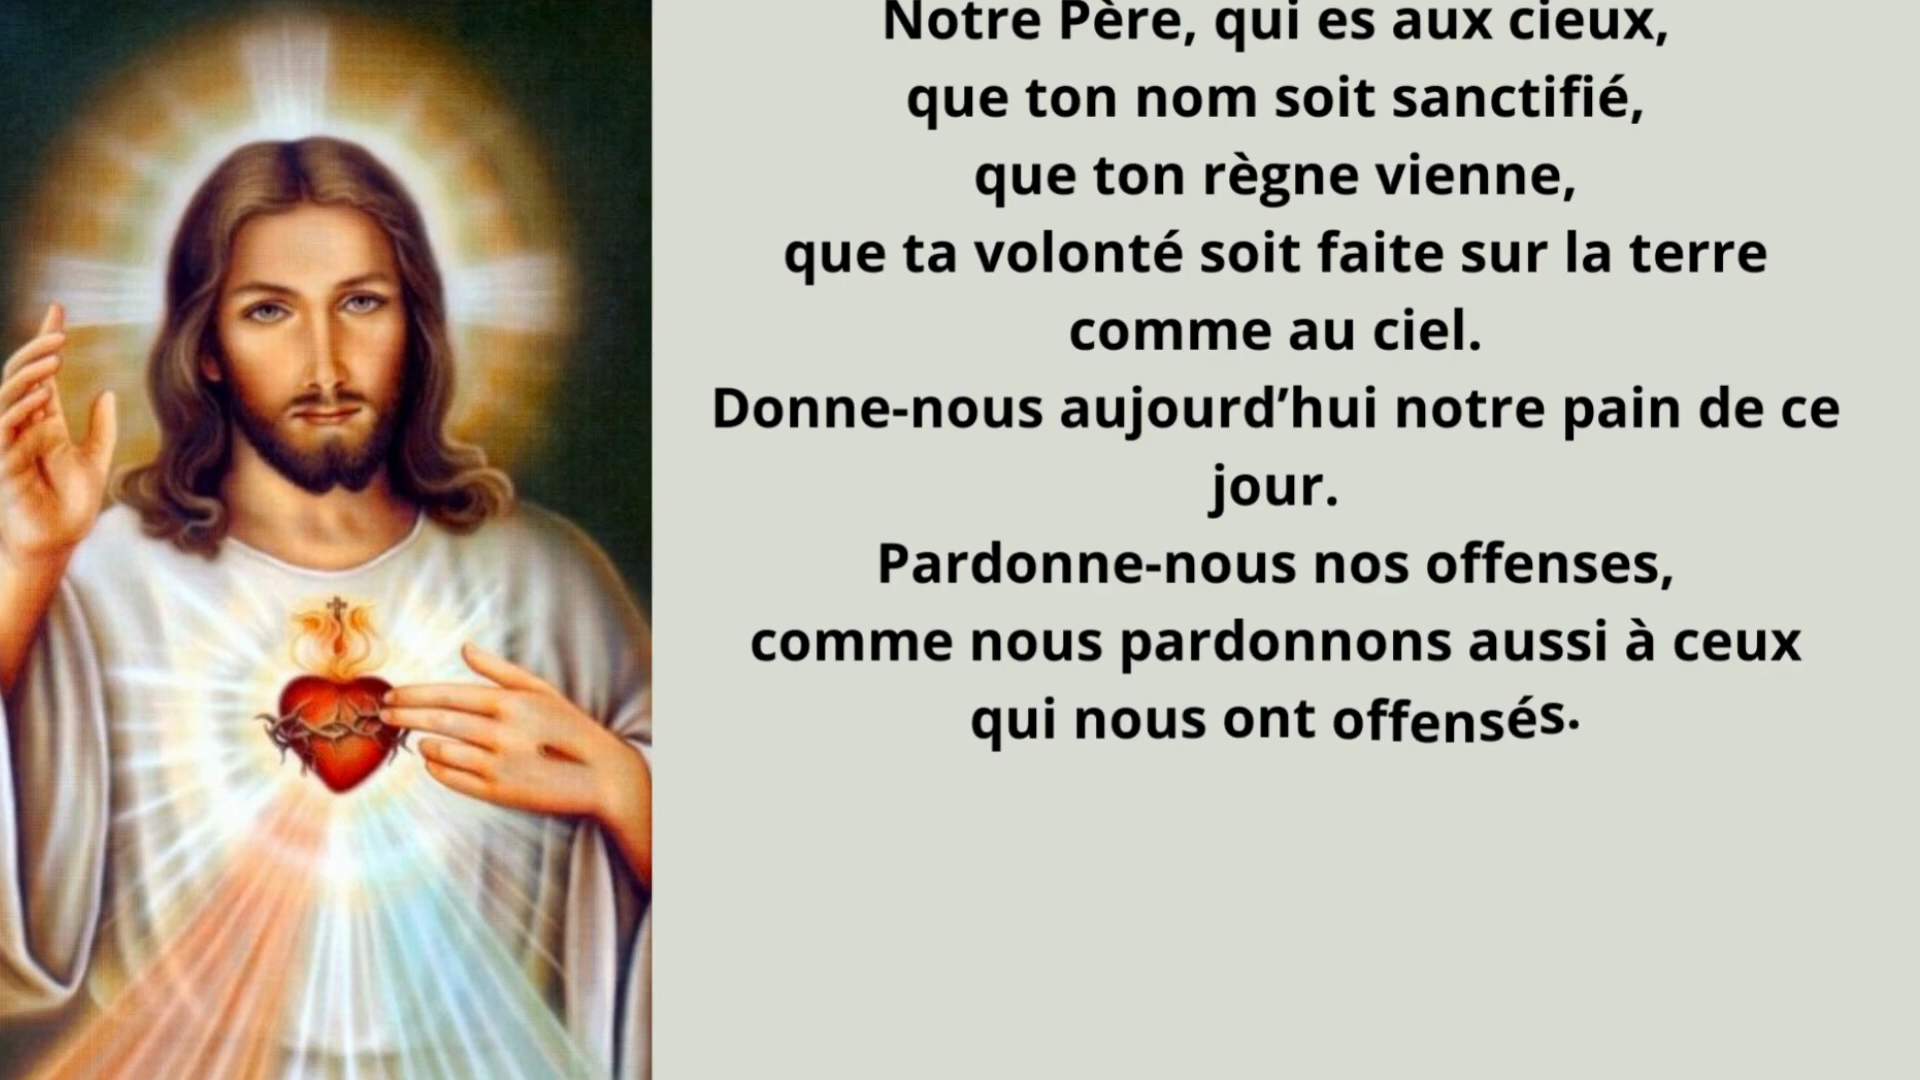 Notre Père, qui es aux cieux,
que ton nom soit sanctifié,
que ton règne vienne,
que ta volonté soit faite sur la terre
comme au ciel.
Donne-nous aujourd’hui notre pain de ce
jour.
Pardonne-nous nos offenses,
comme nous pardonnons aussi à ceux
qui nous ont offensés.